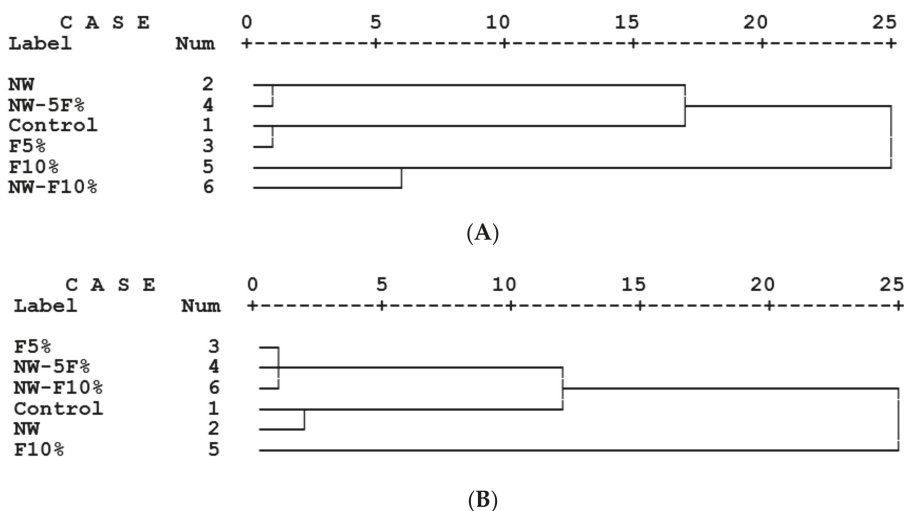 C A S E 0 5 10 15 20 25
Label Num +---------+---------+---------+---------+---------+
NW 2
NW-5F% 4
Control 1
F5% 3
F10% 5
NW-F10% 6
(A)
C A S E 0 5 10 15 20 25
Label Num +---------+---------+---------+---------+---------+
F5% 3
NW-5F% 4
NW-F10% 6
Control 1
NW 2
F10% 5
(B)